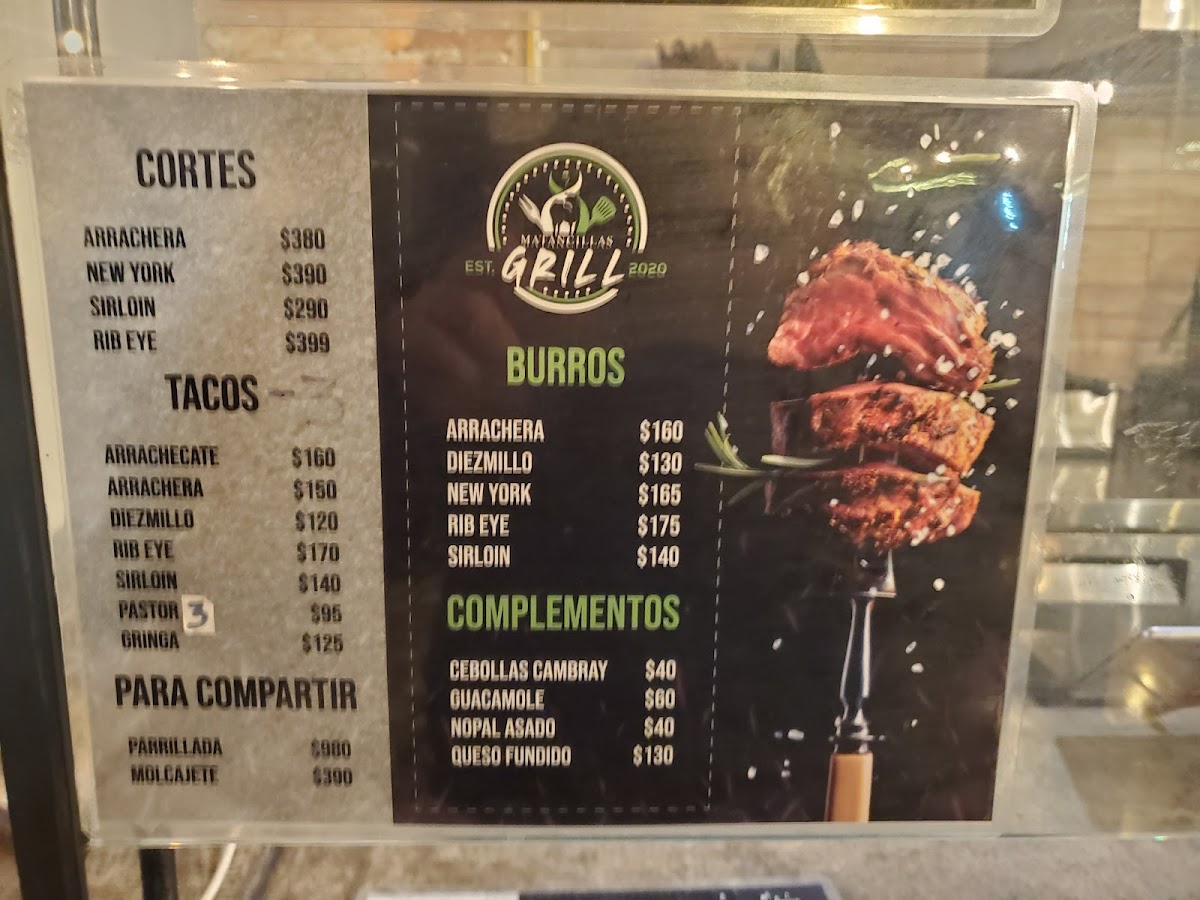 CORTES
ARRACHERA $380
NEW YORK $390
SIRLOIN $290
RIB EYE $399
TACOS - 3
ARRACHECATE $160
ARRACHERA $150
DIEZMILLO $120
RIB EYE $170
SIRLOIN $140
PASTOR 3 $95
GRINGA $125
PARA COMPARTIR
PARRILLADA $980
MOLCAJETE $390
MATANCILLAS
EST. GRILL 2020
BURROS
ARRACHERA $160
DIEZMILLO $130
NEW YORK $165
RIB EYE $175
SIRLOIN $140
COMPLEMENTOS
CEBOLLAS CAMBRAY $40
GUACAMOLE $60
NOPAL ASADO $40
QUESO FUNDIDO $130